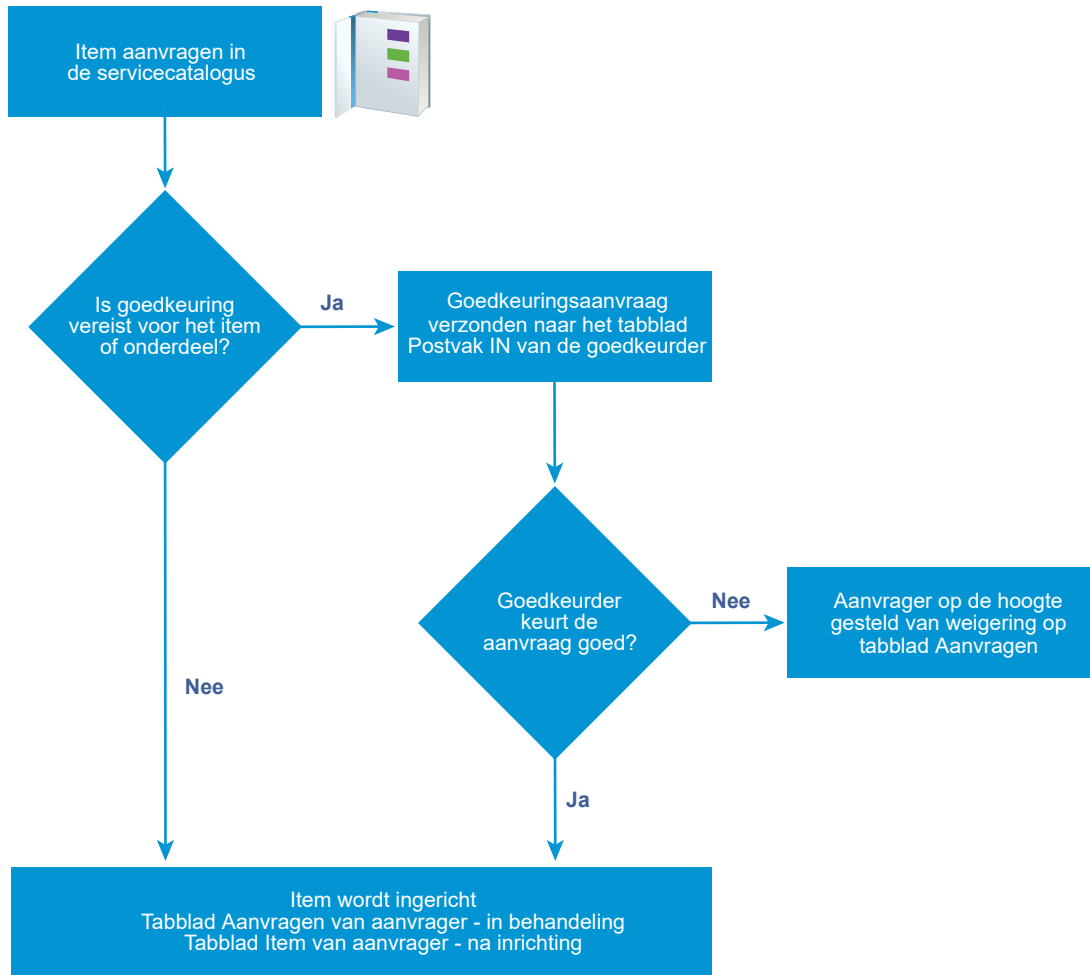 Item aanvragen in
de servicecatalogus
Is goedkeuring
vereist voor het item
of onderdeel?
Ja
Goedkeuringsaanvraag
verzonden naar het tabblad
Postvak IN van de goedkeurder
Goedkeurder
keurt de
aanvraag goed?
Nee
Aanvrager op de hoogte
gesteld van weigering op
tabblad Aanvragen
Nee
Ja
Item wordt ingericht
Tabblad Aanvragen van aanvrager - in behandeling
Tabblad Item van aanvrager - na inrichting